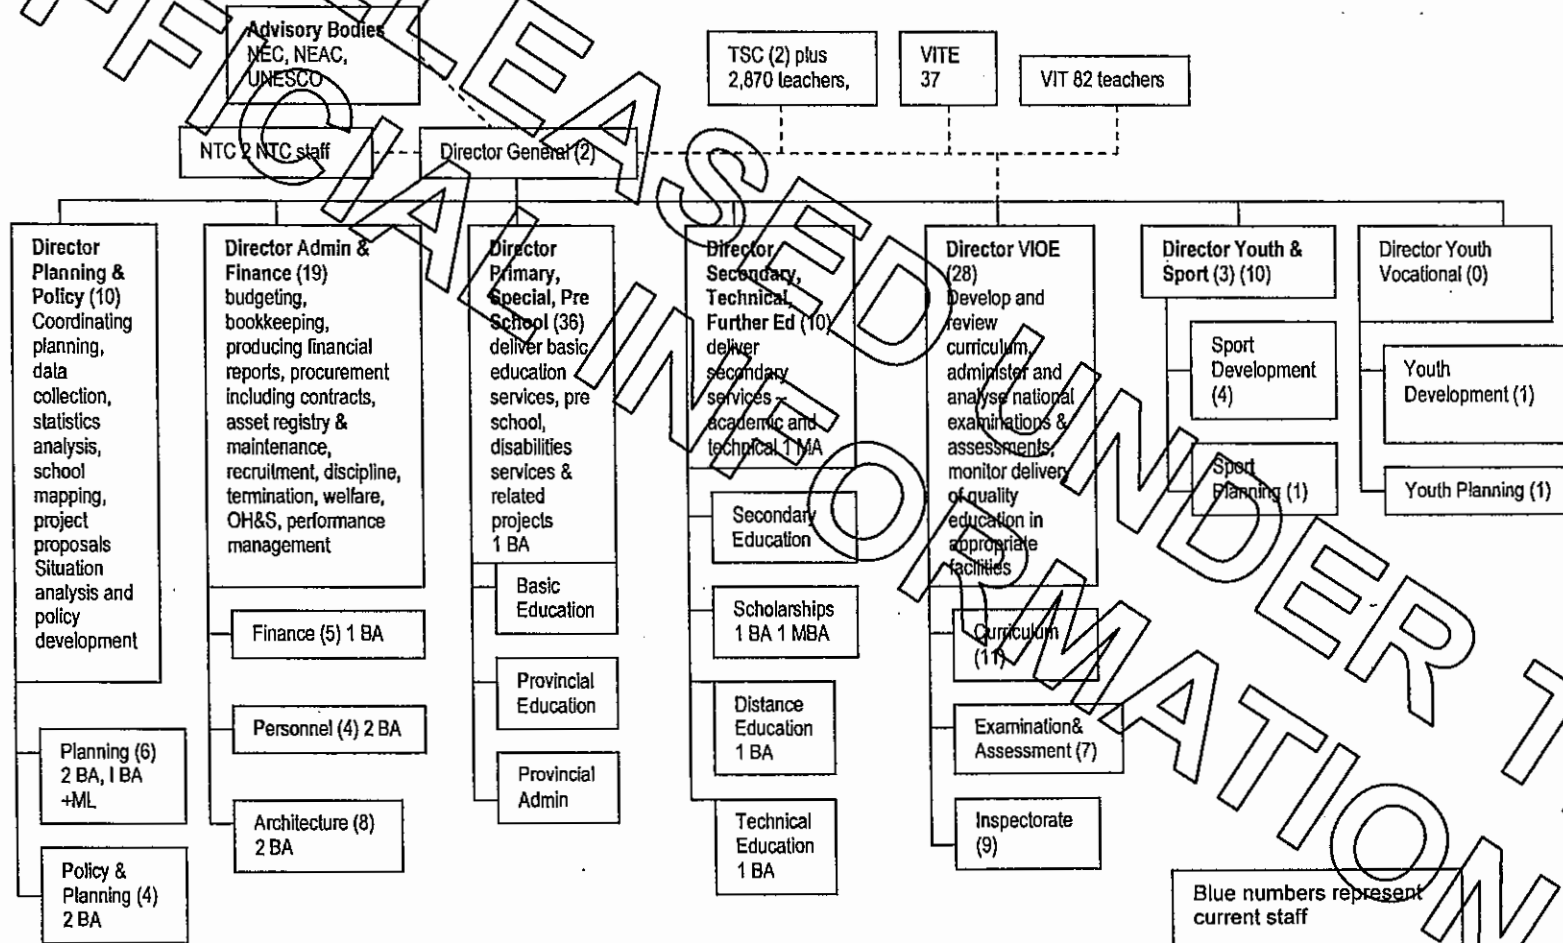 Advisory Bodies
NEC, NEAC,
UNESCO
TSC (2) plus
2,870 teachers,
VITE
37
VIT 82 teachers
NTC 2 NTC staff
Director General (2)
Director
Planning &
Policy (10)
Coordinating
planning,
data
collection,
statistics
analysis,
school
mapping,
project
proposals
Situation
analysis and
policy
development
Planning (6)
2 BA, I BA
+ML
Policy &
Planning (4)
2 BA
Director Admin &
Finance (19)
budgeting,
bookkeeping,
producing financial
reports, procurement
including contracts,
asset registry &
maintenance,
recruitment, discipline,
termination, welfare,
OH&S, performance
management
Finance (5) 1 BA
Personnel (4) 2 BA
Architecture (8)
2 BA
Director
Primary,
Special, Pre
School (36)
deliver basic
education
services, pre
school,
disabilities
services &
related
projects
1 BA
Basic
Education
Provincial
Education
Provincial
Admin
Director
Secondary,
Technical,
Further Ed (10)
deliver
secondary
services –
academic and
technical 1 MA
Secondary
Education
Scholarships
1 BA 1 MBA
Distance
Education
1 BA
Technical
Education
1 BA
Director VIOE
(28)
Develop and
review
curriculum,
administer and
analyse national
examinations &
assessments,
monitor delivery
of quality
education in
appropriate
facilities
Curriculum
(11)
Examination&
Assessment (7)
Inspectorate
(9)
Director Youth &
Sport (3) (10)
Sport
Development
(4)
Sport
Planning (1)
Director Youth
Vocational (0)
Youth
Development (1)
Youth Planning (1)
Blue numbers represent
current staff
RELEASED UNDER T
OFFICIAL INFORMATION